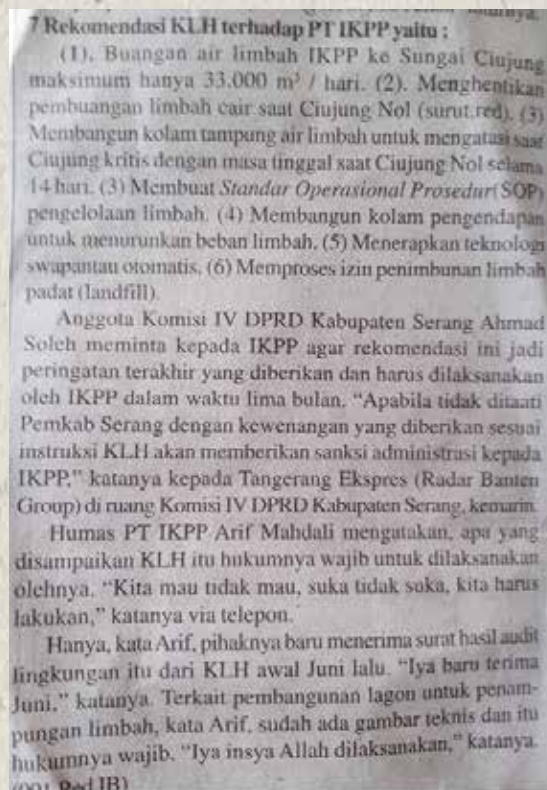 7 Rekomendasi KLH terhadap PT IKPP yaitu :
(1). Buangan air limbah IKPP ke Sungai Ciujung
maksimum hanya 33.000 m³ / hari. (2). Menghentikan
pembuangan limbah cair saat Ciujung Nol (surut.red). (3)
Membangun kolam tampung air limbah untuk mengatasi saat
Ciujung kritis dengan masa tinggal saat Ciujung Nol selama
14 hari. (3) Membuat Standar Operasional Prosedur( SOP)
pengelolaan limbah. (4) Membangun kolam pengendapan
untuk menurunkan beban limbah. (5) Menerapkan teknologi
swapantau otomatis. (6) Memproses izin penimbunan limbah
padat (landfill).
Anggota Komisi IV DPRD Kabupaten Serang Ahmad
Soleh meminta kepada IKPP agar rekomendasi ini jadi
peringatan terakhir yang diberikan dan harus dilaksanakan
oleh IKPP dalam waktu lima bulan. “Apabila tidak ditaati
Pemkab Serang dengan kewenangan yang diberikan sesuai
instruksi KLH akan memberikan sanksi administrasi kepada
IKPP,” katanya kepada Tangerang Ekspres (Radar Banten
Group) di ruang Komisi IV DPRD Kabupaten Serang, kemarin.
Humas PT IKPP Arif Mahdali mengatakan, apa yang
disampaikan KLH itu hukumnya wajib untuk dilaksanakan
olehnya. “Kita mau tidak mau, suka tidak suka, kita harus
lakukan,” katanya via telepon.
Hanya, kata Arif, pihaknya baru menerima surat hasil audit
lingkungan itu dari KLH awal Juni lalu. “Iya baru terima
Juni,” katanya. Terkait pembangunan lagon untuk penam-
pungan limbah, kata Arif, sudah ada gambar teknis dan itu
hukumnya wajib. “Iya insya Allah dilaksanakan,” katanya.